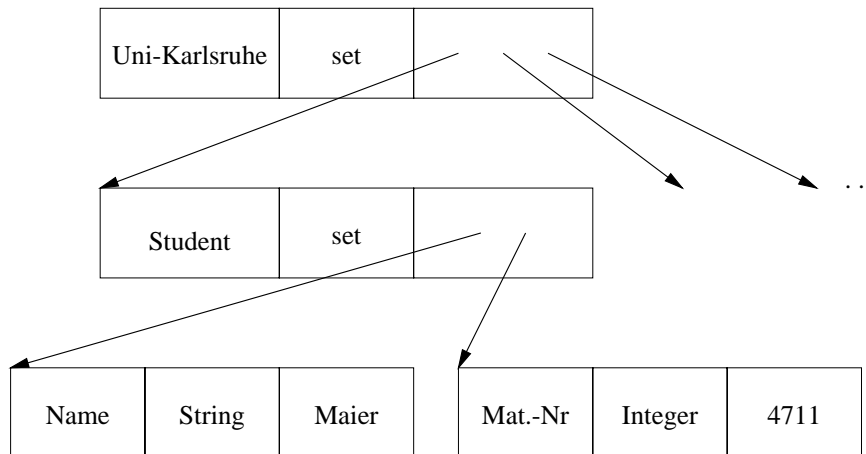 Uni-Karlsruhe set
. .
Student set
Name String Maier Mat.-Nr Integer 4711